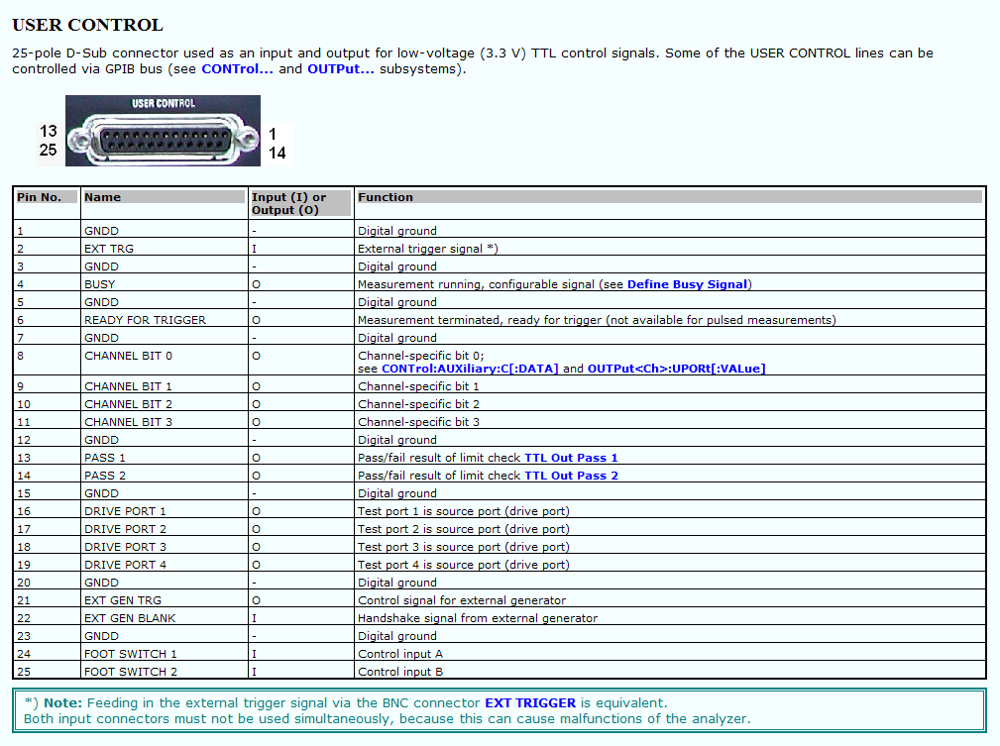 USER CONTROL
25-pole D-Sub connector used as an input and output for low-voltage (3.3 V) TTL control signals. Some of the USER CONTROL lines can be
controlled via GPIB bus (see CONTrol... and OUTPut... subsystems).
USER CONTROL
13 1
25 14
Pin No. Name Input (I) or Function
Output (O)
1 GNDD - Digital ground
2 EXT TRG I External trigger signal *)
3 GNDD - Digital ground
4 BUSY O Measurement running, configurable signal (see Define Busy Signal)
5 GNDD - Digital ground
6 READY FOR TRIGGER O Measurement terminated, ready for trigger (not available for pulsed measurements)
7 GNDD - Digital ground
8 CHANNEL BIT 0 O Channel-specific bit 0;
see CONTrol:AUXiliary:C[:DATA] and OUTPut<Ch>:UPORt[:VALue]
9 CHANNEL BIT 1 O Channel-specific bit 1
10 CHANNEL BIT 2 O Channel-specific bit 2
11 CHANNEL BIT 3 O Channel-specific bit 3
12 GNDD - Digital ground
13 PASS 1 O Pass/fail result of limit check TTL Out Pass 1
14 PASS 2 O Pass/fail result of limit check TTL Out Pass 2
15 GNDD - Digital ground
16 DRIVE PORT 1 O Test port 1 is source port (drive port)
17 DRIVE PORT 2 O Test port 2 is source port (drive port)
18 DRIVE PORT 3 O Test port 3 is source port (drive port)
19 DRIVE PORT 4 O Test port 4 is source port (drive port)
20 GNDD - Digital ground
21 EXT GEN TRG O Control signal for external generator
22 EXT GEN BLANK I Handshake signal from external generator
23 GNDD - Digital ground
24 FOOT SWITCH 1 I Control input A
25 FOOT SWITCH 2 I Control input B
*) Note: Feeding in the external trigger signal via the BNC connector EXT TRIGGER is equivalent.
Both input connectors must not be used simultaneously, because this can cause malfunctions of the analyzer.